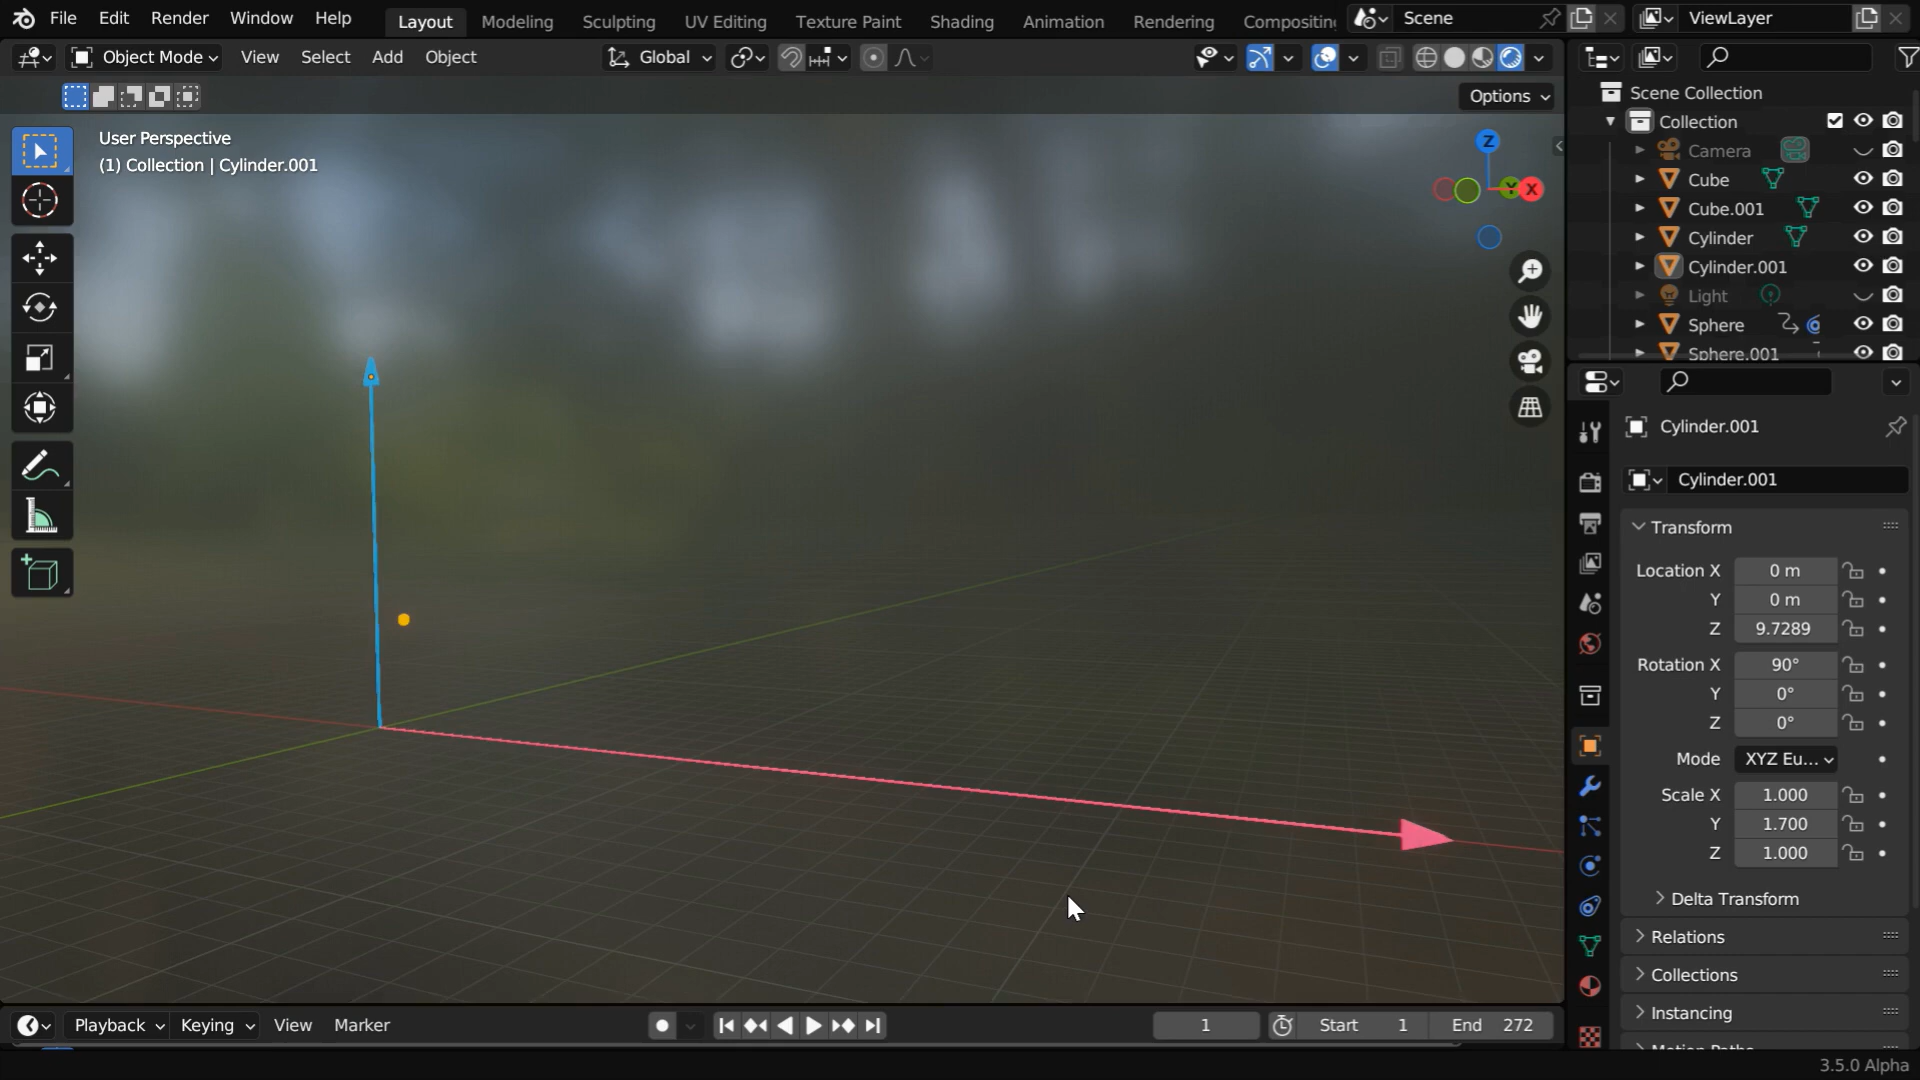 File Edit Render Window Help Layout Modeling Sculpting UV Editing Texture Paint Shading Animation Rendering Scene ViewLayer
Object Mode View Select Add Object Global
Options
User Perspective
(1) Collection | Cylinder.001
Z
Y X
Scene Collection
Collection
Camera
Cube
Cube.001
Cylinder
Cylinder.001
Light
Sphere
Sphere.001
Cylinder.001
Cylinder.001
Transform
Location X 0 m
Y 0 m
Z 9.7289
Rotation X 90°
Y 0°
Z 0°
Mode XYZ Eu...
Scale X 1.000
Y 1.700
Z 1.000
Delta Transform
Relations
Collections
Instancing
Motion Paths
Playback Keying View Marker 1 Start 1 End 272
3.5.0 Alpha